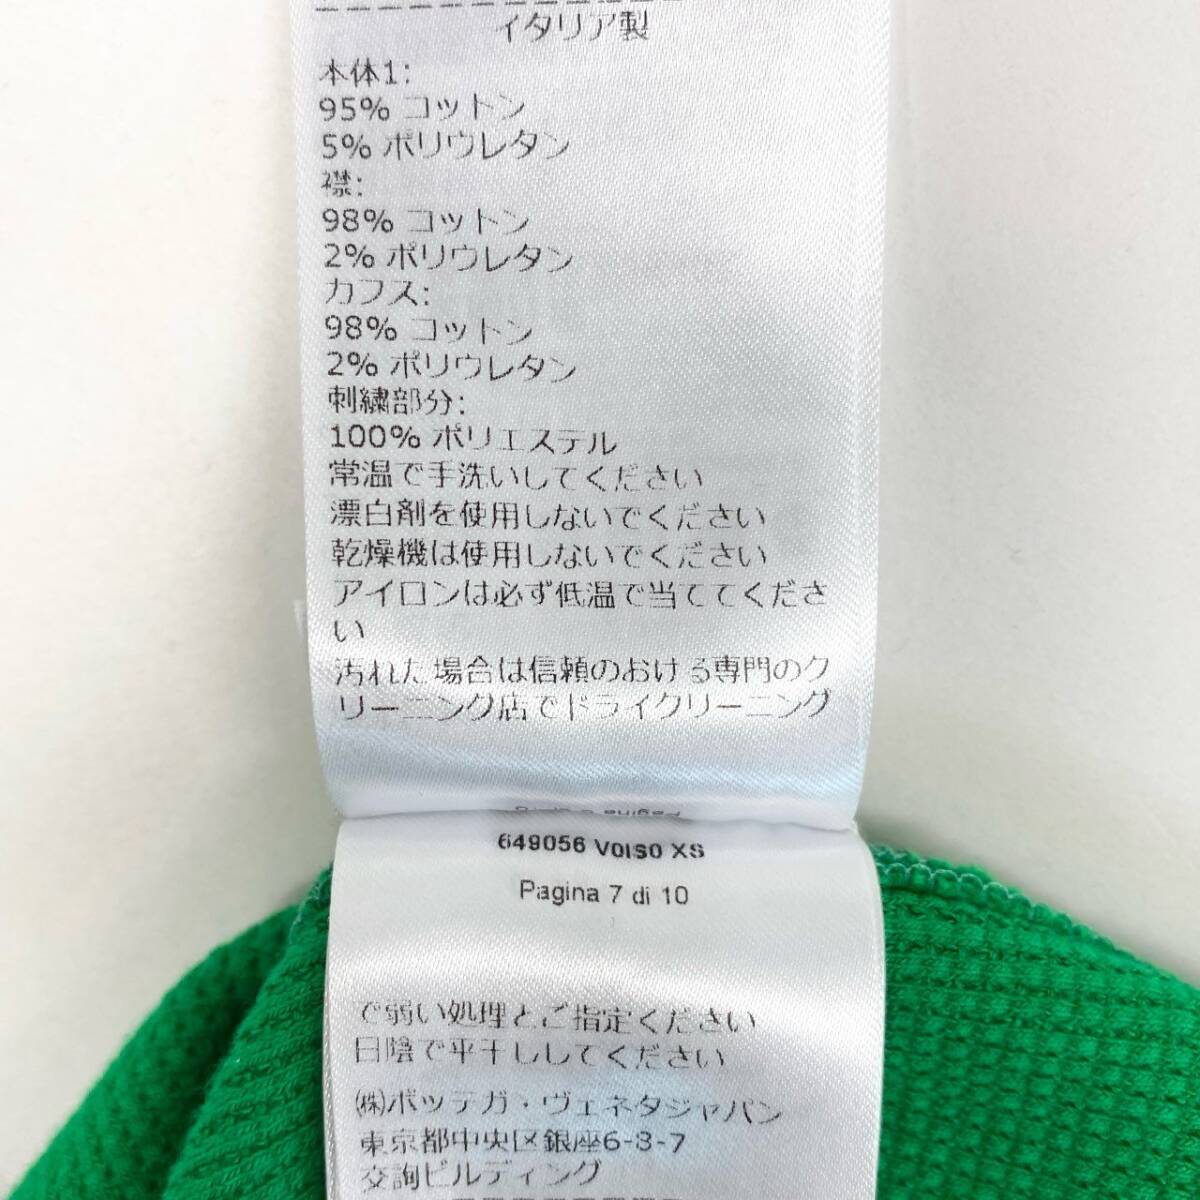 イタリア製
本体1:
95% コットン
5% ポリウレタン
襟:
98% コットン
2% ポリウレタン
カフス:
98% コットン
2% ポリウレタン
刺繍部分:
100% ポリエステル
常温で手洗いしてください
漂白剤を使用しないでください
乾燥機は使用しないでください
アイロンは必ず低温で当ててくださ
い
汚れた場合は信頼のおける専門のク
リーニング店でドライクリーニング
649056 V0IS0 XS
Pagina 7 di 10
で弱い処理とご指定ください
日陰で平干ししてください
㈱ボッテガ・ヴェネタジャパン
東京都中央区銀座6-3-7
交詢ビルディング